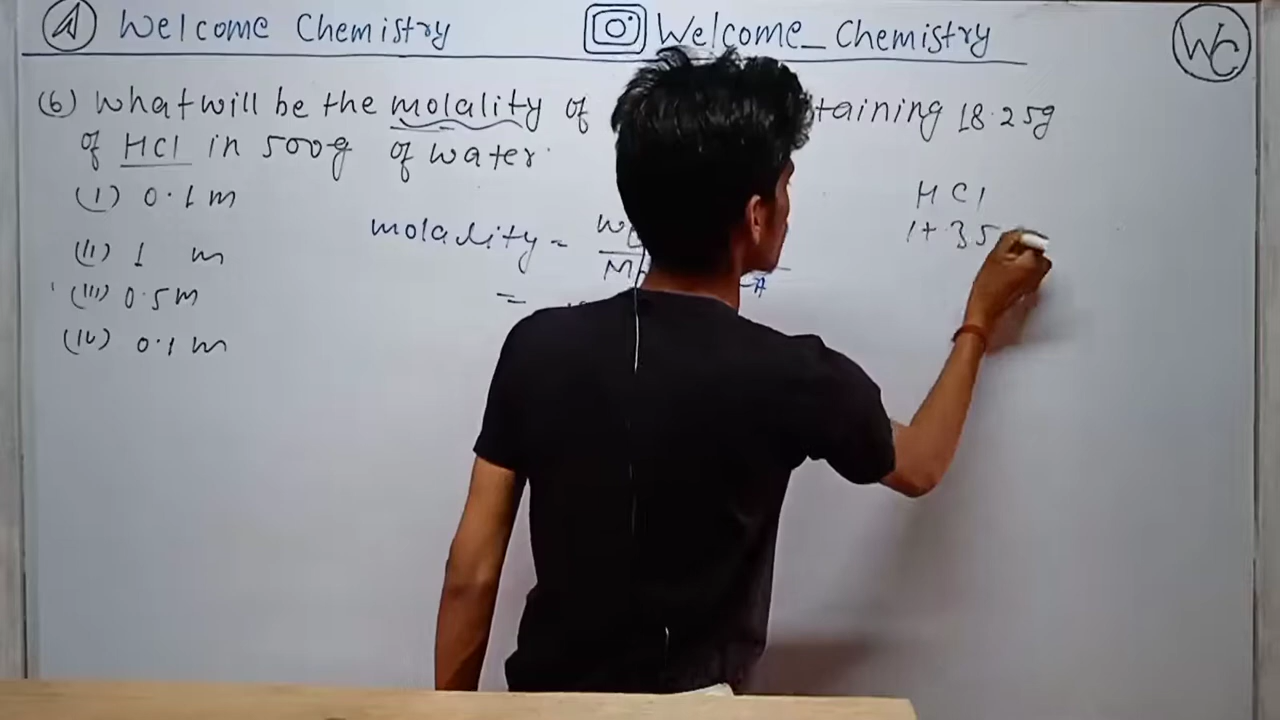 Welcome Chemistry
Welcome_Chemistry
WC
(6) What will be the molality of taining 18.25g
of HCl in 500g of water.
(I) 0.1 m
(II) 1 m
(III) 0.5 m
(IV) 0.1 m
molality =
=
HCl
1+35